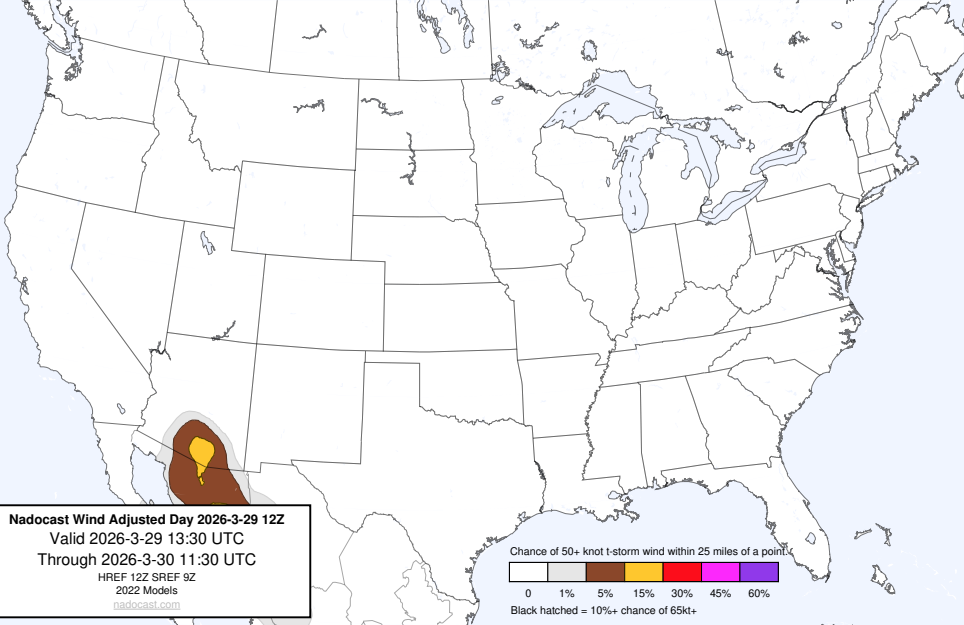 Nadocast Wind Adjusted Day 2026-3-29 12Z
Valid 2026-3-29 13:30 UTC
Through 2026-3-30 11:30 UTC
HREF 12Z SREF 9Z
2022 Models
nadocast.com
Chance of 50+ knot t-storm wind within 25 miles of a point.
0 1% 5% 15% 30% 45% 60%
Black hatched = 10%+ chance of 65kt+